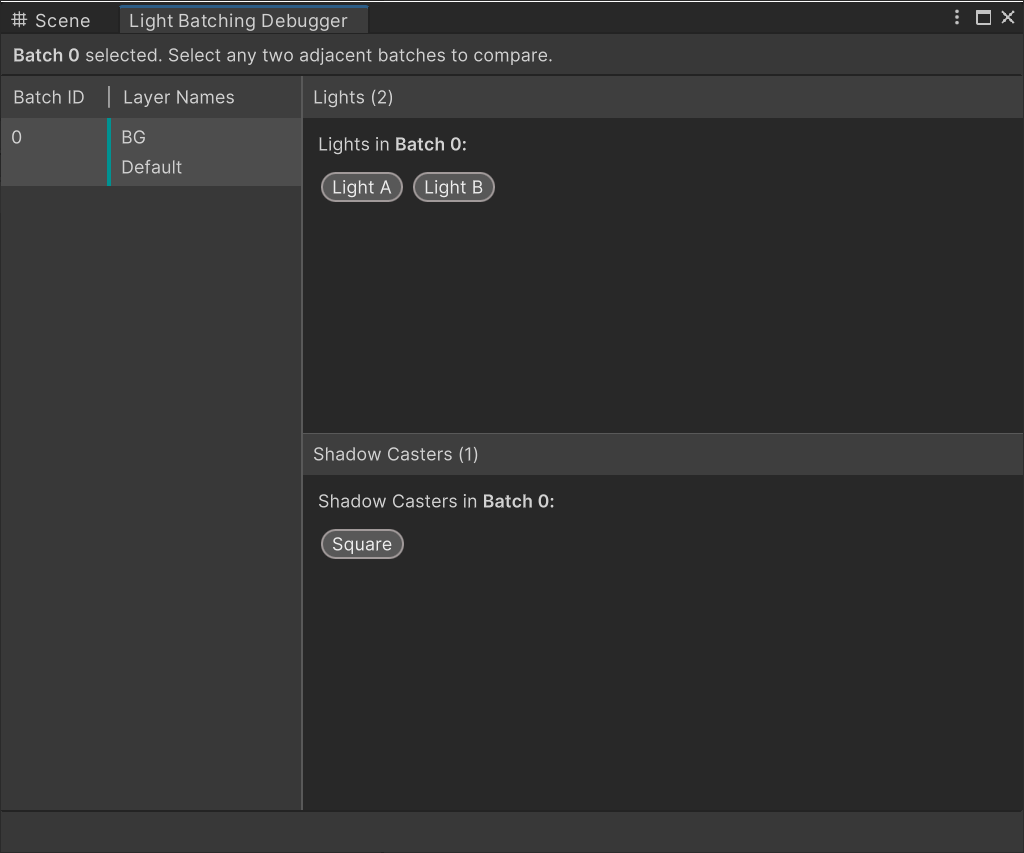 Scene
Light Batching Debugger
Batch 0 selected. Select any two adjacent batches to compare.
Batch ID
Layer Names
0
BG
Default
Lights (2)
Lights in Batch 0:
Light A
Light B
Shadow Casters (1)
Shadow Casters in Batch 0:
Square